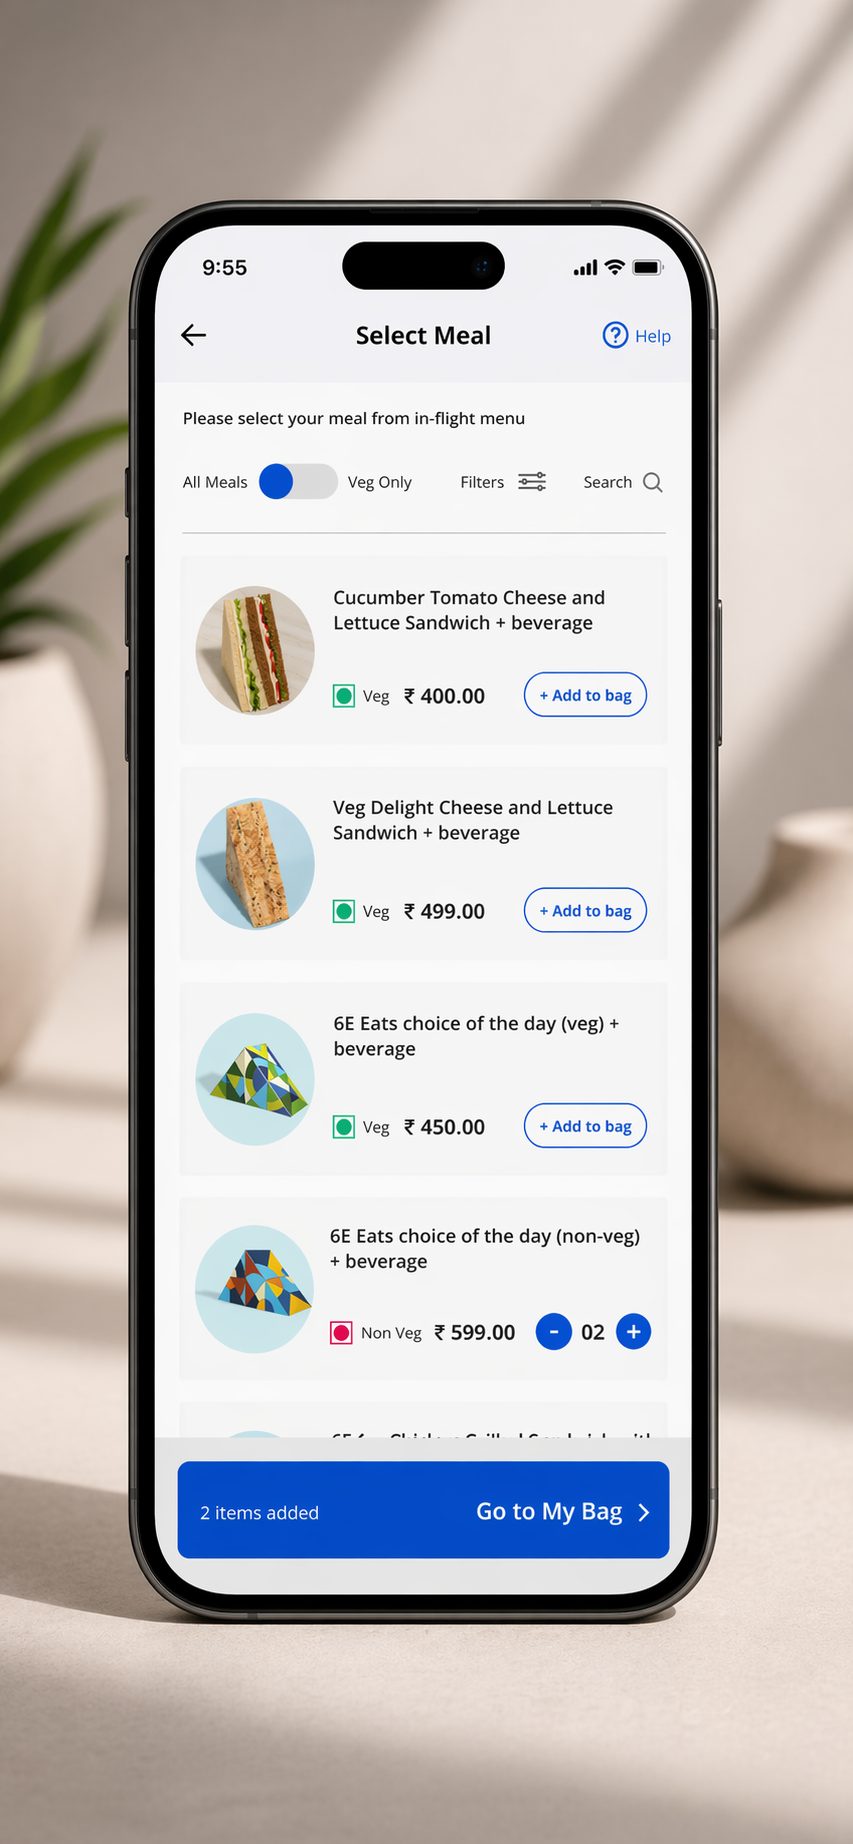 9:55
Select Meal
Help
Please select your meal from in-flight menu
All Meals
Veg Only
Filters
Search
Cucumber Tomato Cheese and
Lettuce Sandwich + beverage
Veg ₹ 400.00
+ Add to bag
Veg Delight Cheese and Lettuce
Sandwich + beverage
Veg ₹ 499.00
+ Add to bag
6E Eats choice of the day (veg) +
beverage
Veg ₹ 450.00
+ Add to bag
6E Eats choice of the day (non-veg)
+ beverage
Non Veg ₹ 599.00
- 02 +
2 items added
Go to My Bag